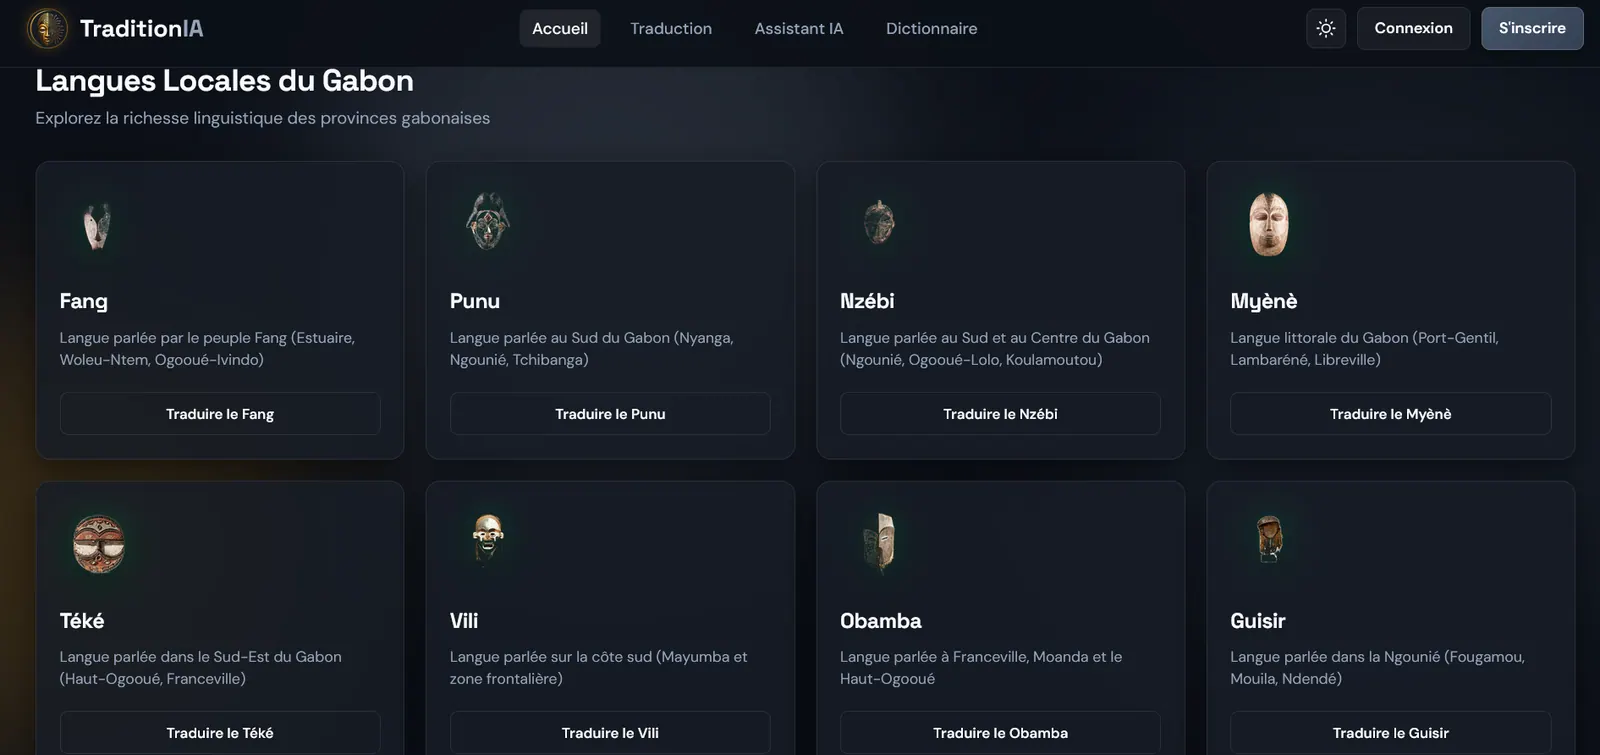 TraditionIA
Accueil
Traduction
Assistant IA
Dictionnaire
Connexion
S'inscrire
Langues Locales du Gabon
Explorez la richesse linguistique des provinces gabonaises
Fang
Langue parlée par le peuple Fang (Estuaire,
Woleu-Ntem, Ogooué-Ivindo)
Traduire le Fang
Punu
Langue parlée au Sud du Gabon (Nyanga,
Ngounié, Tchibanga)
Traduire le Punu
Nzébi
Langue parlée au Sud et au Centre du Gabon
(Ngounié, Ogooué-Lolo, Koulamoutou)
Traduire le Nzébi
Myènè
Langue littorale du Gabon (Port-Gentil,
Lambaréné, Libreville)
Traduire le Myènè
Téké
Langue parlée dans le Sud-Est du Gabon
(Haut-Ogooué, Franceville)
Traduire le Téké
Vili
Langue parlée sur la côte sud (Mayumba et
zone frontalière)
Traduire le Vili
Obamba
Langue parlée à Franceville, Moanda et le
Haut-Ogooué
Traduire le Obamba
Guisir
Langue parlée dans la Ngounié (Fougamou,
Mouila, Ndendé)
Traduire le Guisir